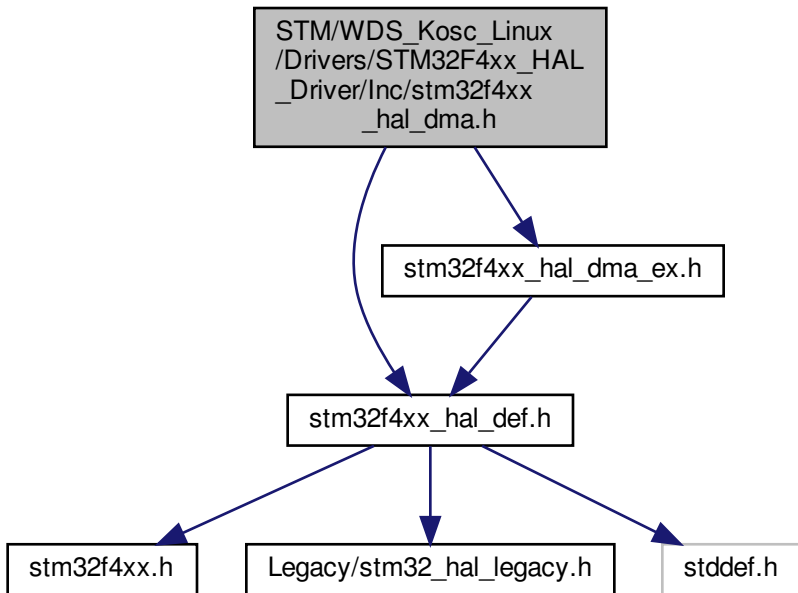 STM/WDS_Kosc_Linux
/Drivers/STM32F4xx_HAL
_Driver/Inc/stm32f4xx
_hal_dma.h
stm32f4xx_hal_dma_ex.h
stm32f4xx_hal_def.h
stm32f4xx.h
Legacy/stm32_hal_legacy.h
stddef.h